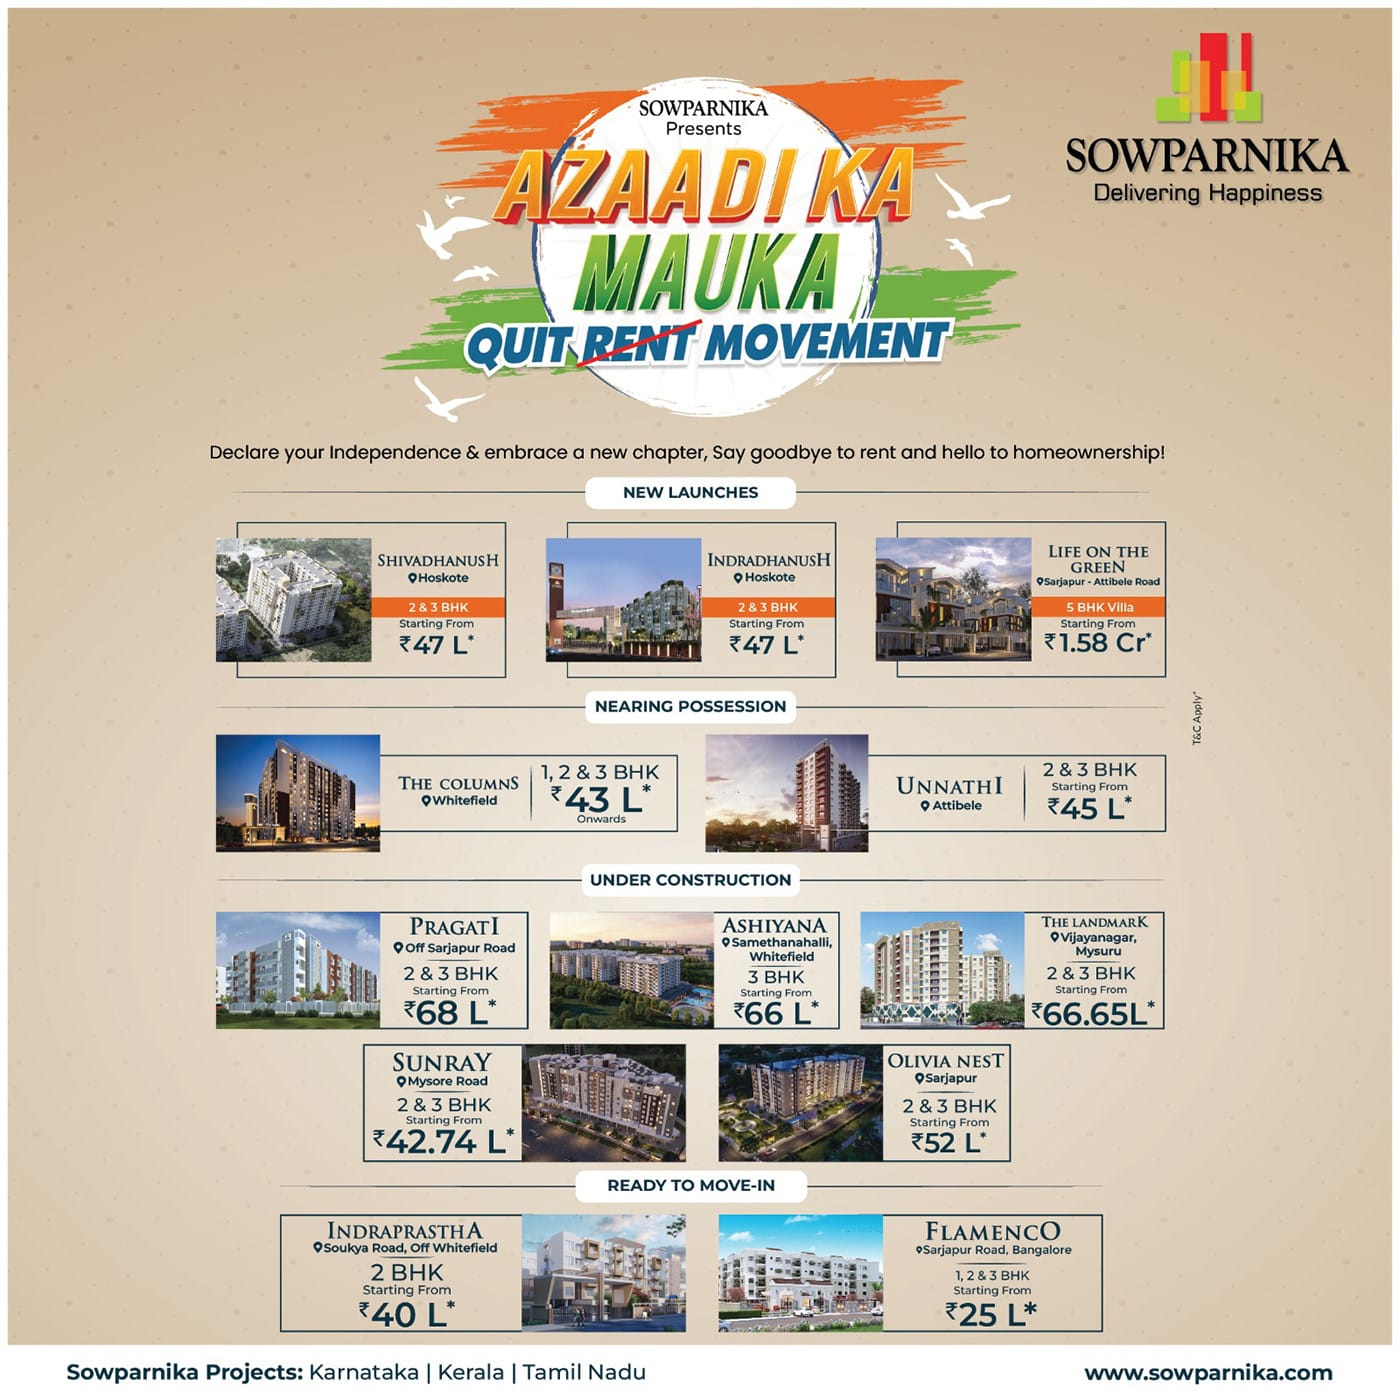 SOWPARNIKA
Presents
AZAADI KA
MAUKA
QUIT RENT MOVEMENT
SOWPARNIKA
Delivering Happiness
Declare your Independence & embrace a new chapter, Say goodbye to rent and hello to homeownership!
NEW LAUNCHES
SHIVADHANUSH
Hoskote
2 & 3 BHK
Starting From
₹47 L*
INDRADHANUSH
Hoskote
2 & 3 BHK
Starting From
₹47 L*
LIFE ON THE
GREEN
Sarjapur - Attibele Road
5 BHK Villa
Starting From
₹1.58 Cr*
T&C Apply*
NEARING POSSESSION
THE COLUMNS
Whitefield
1, 2 & 3 BHK
₹43 L*
Onwards
UNNATHI
Attibele
2 & 3 BHK
Starting From
₹45 L*
UNDER CONSTRUCTION
PRAGATI
Off Sarjapur Road
2 & 3 BHK
Starting From
₹68 L*
ASHIYANA
Samethanahalli,
Whitefield
3 BHK
Starting From
₹66 L*
THE LANDMARK
Vijayanagar,
Mysuru
2 & 3 BHK
Starting From
₹66.65L*
SUNRAY
Mysore Road
2 & 3 BHK
Starting From
₹42.74 L*
OLIVIA NEST
Sarjapur
2 & 3 BHK
Starting From
₹52 L*
READY TO MOVE-IN
INDRAPRASTHA
Soukya Road, Off Whitefield
2 BHK
Starting From
₹40 L*
FLAMENCO
Sarjapur Road, Bangalore
1, 2 & 3 BHK
Starting From
₹25 L*
Sowparnika Projects: Karnataka | Kerala | Tamil Nadu
www.sowparnika.com